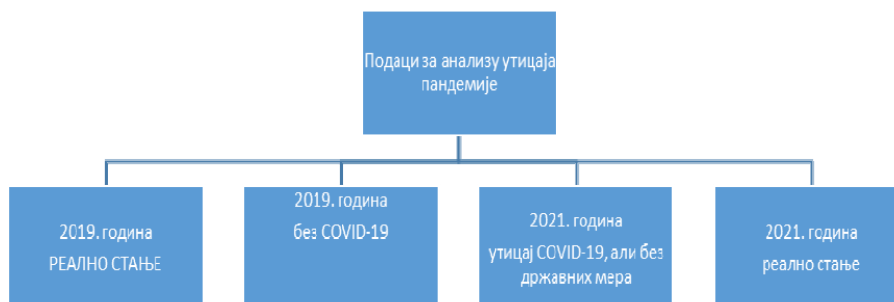 Подаци за анализу утицаја
пандемије
2019. година
РЕАЛНО СТАЊЕ
2019. година
без COVID-19
2021. година
утицај COVID-19, али без
државних мера
2021. година
реално стање